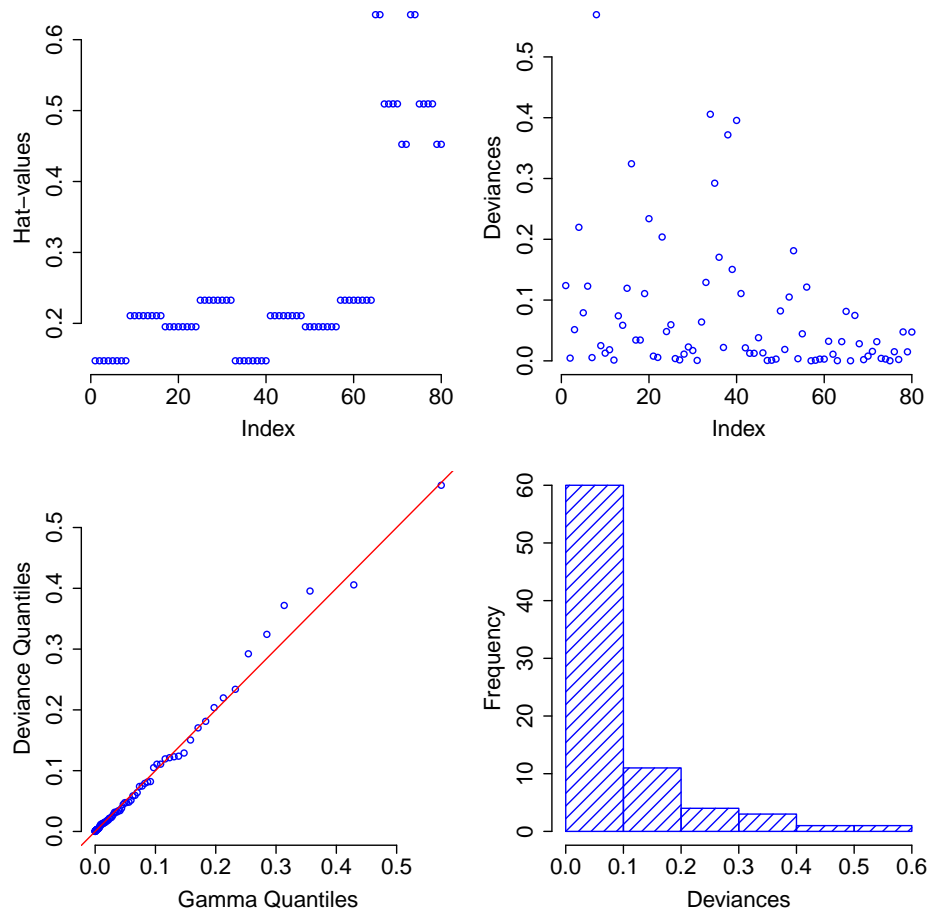 Hat-values
0.2 0.3 0.4 0.5 0.6
0 20 40 60 80
Index
Deviances
0.0 0.1 0.2 0.3 0.4 0.5
0 20 40 60 80
Index
Deviance Quantiles
0.0 0.1 0.2 0.3 0.4 0.5
0.0 0.1 0.2 0.3 0.4 0.5
Gamma Quantiles
Frequency
0 10 20 30 40 50 60
0.0 0.1 0.2 0.3 0.4 0.5 0.6
Deviances